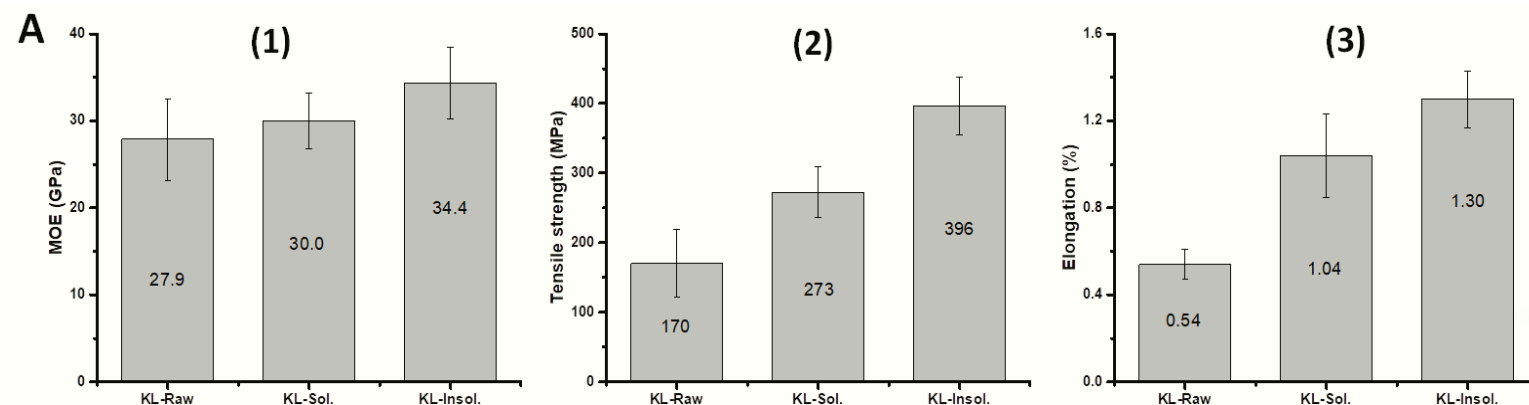 A
(1)
MOE (GPa)
40
30
20
10
0
27.9
30.0
34.4
KL-Raw
KL-Sol.
KL-Insol.
(2)
Tensile strength (MPa)
500
400
300
200
100
0
170
273
396
KL-Raw
KL-Sol.
KL-Insol.
(3)
Elongation (%)
1.6
1.2
0.8
0.4
0.0
0.54
1.04
1.30
KL-Raw
KL-Sol.
KL-Insol.